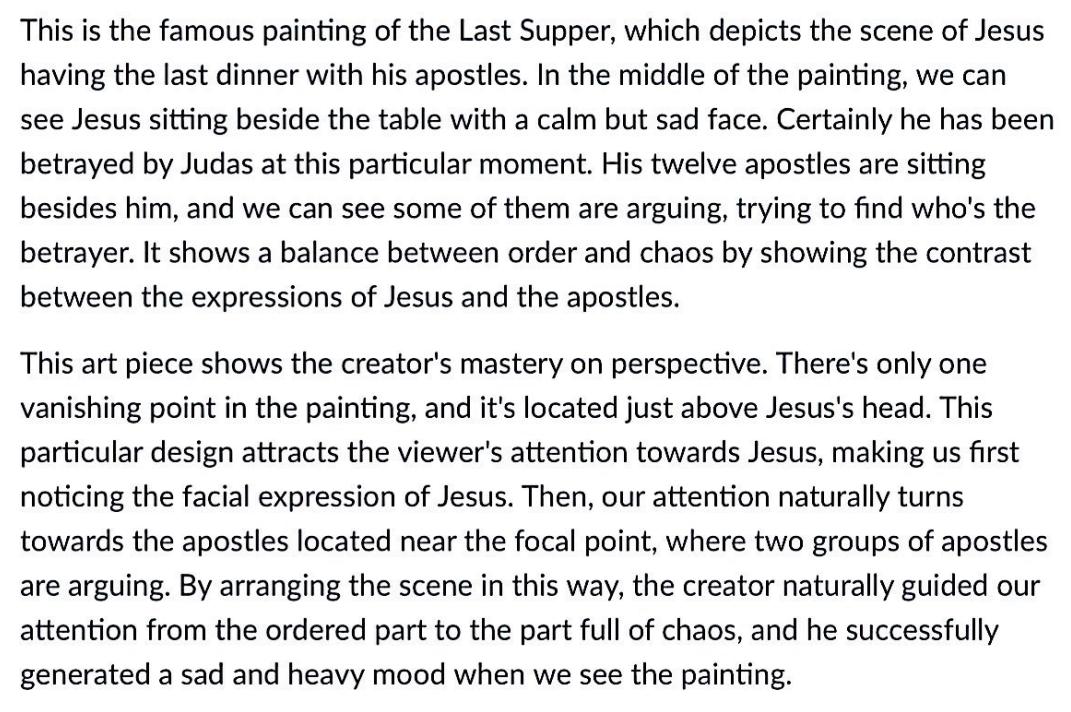 This is the famous painting of the Last Supper, which depicts the scene of Jesus
having the last dinner with his apostles. In the middle of the painting, we can
see Jesus sitting beside the table with a calm but sad face. Certainly he has been
betrayed by Judas at this particular moment. His twelve apostles are sitting
besides him, and we can see some of them are arguing, trying to find who's the
betrayer. It shows a balance between order and chaos by showing the contrast
between the expressions of Jesus and the apostles.
This art piece shows the creator's mastery on perspective. There's only one
vanishing point in the painting, and it's located just above Jesus's head. This
particular design attracts the viewer's attention towards Jesus, making us first
noticing the facial expression of Jesus. Then, our attention naturally turns
towards the apostles located near the focal point, where two groups of apostles
are arguing. By arranging the scene in this way, the creator naturally guided our
attention from the ordered part to the part full of chaos, and he successfully
generated a sad and heavy mood when we see the painting.